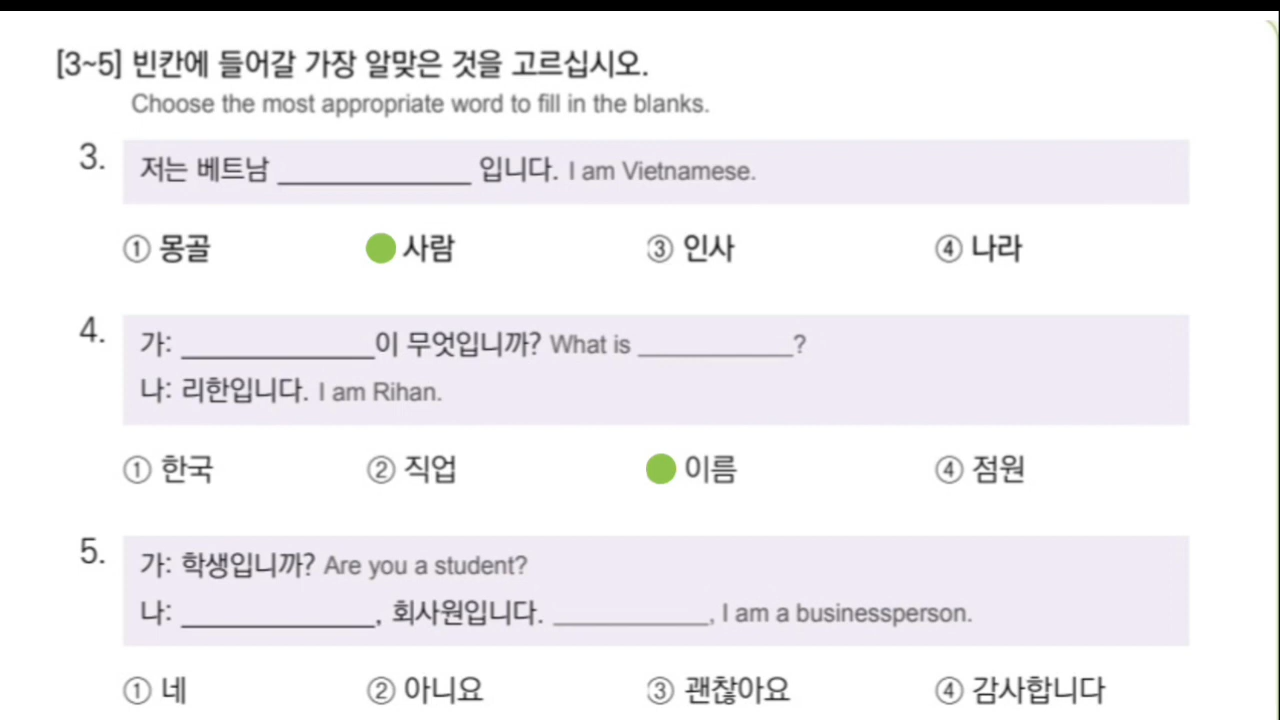 [3~5] 빈칸에 들어갈 가장 알맞은 것을 고르십시오.
Choose the most appropriate word to fill in the blanks.
3. 저는 베트남 ______________ 입니다. I am Vietnamese.
① 몽골 사람 ③ 인사 ④ 나라
4. 가: ______________이 무엇입니까? What is ___________?
나: 리한입니다. I am Rihan.
① 한국 ② 직업 이름 ④ 점원
5. 가: 학생입니까? Are you a student?
나: ______________, 회사원입니다. ___________, I am a businessperson.
① 네 ② 아니요 ③ 괜찮아요 ④ 감사합니다